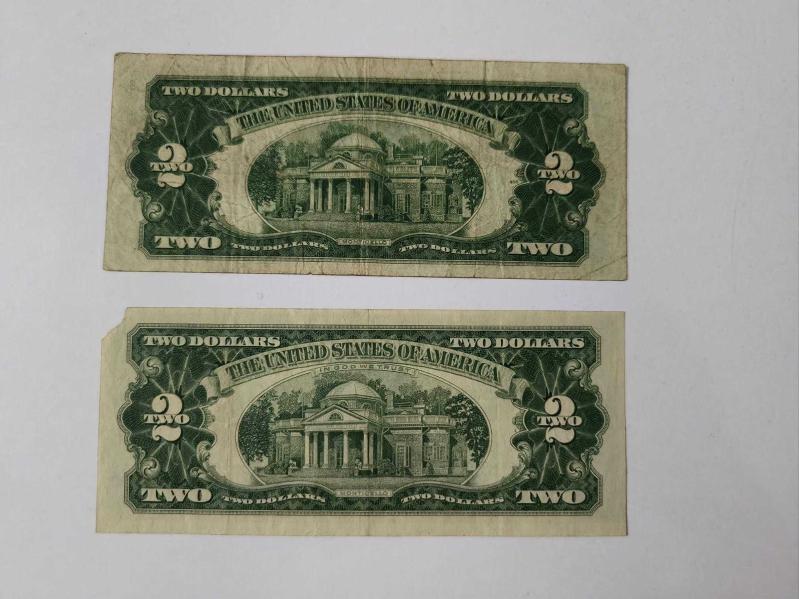 TWO DOLLARS TWO DOLLARS
THE UNITED STATES OF AMERICA
2 2
TWO TWO
TWO TWO DOLLARS MONTICELLO TWO DOLLARS TWO
TWO DOLLARS TWO DOLLARS
THE UNITED STATES OF AMERICA
IN GOD WE TRUST
2 2
TWO TWO
TWO TWO DOLLARS MONTICELLO TWO DOLLARS TWO